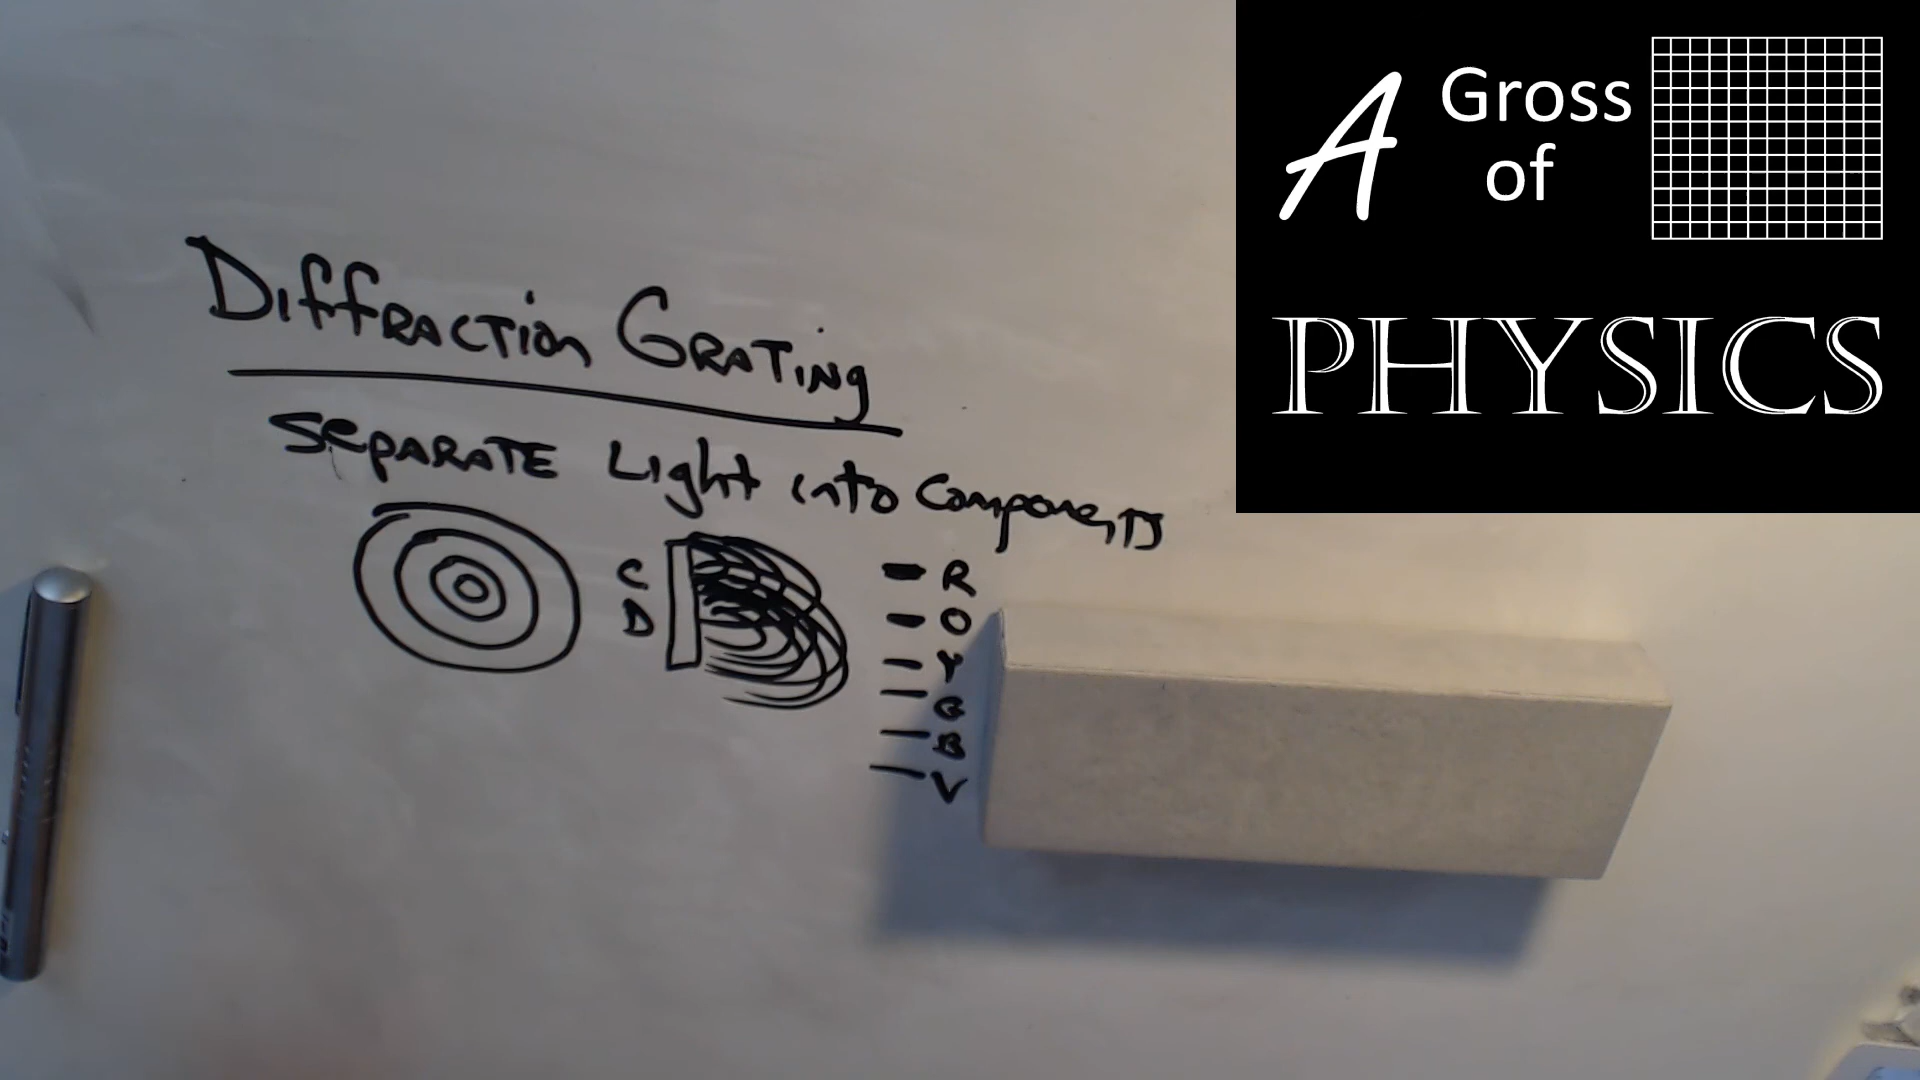 A Gross of
PHYSICS
Diffraction Grating
Separate Light into Components
C
D
R
O
Y
G
B
V